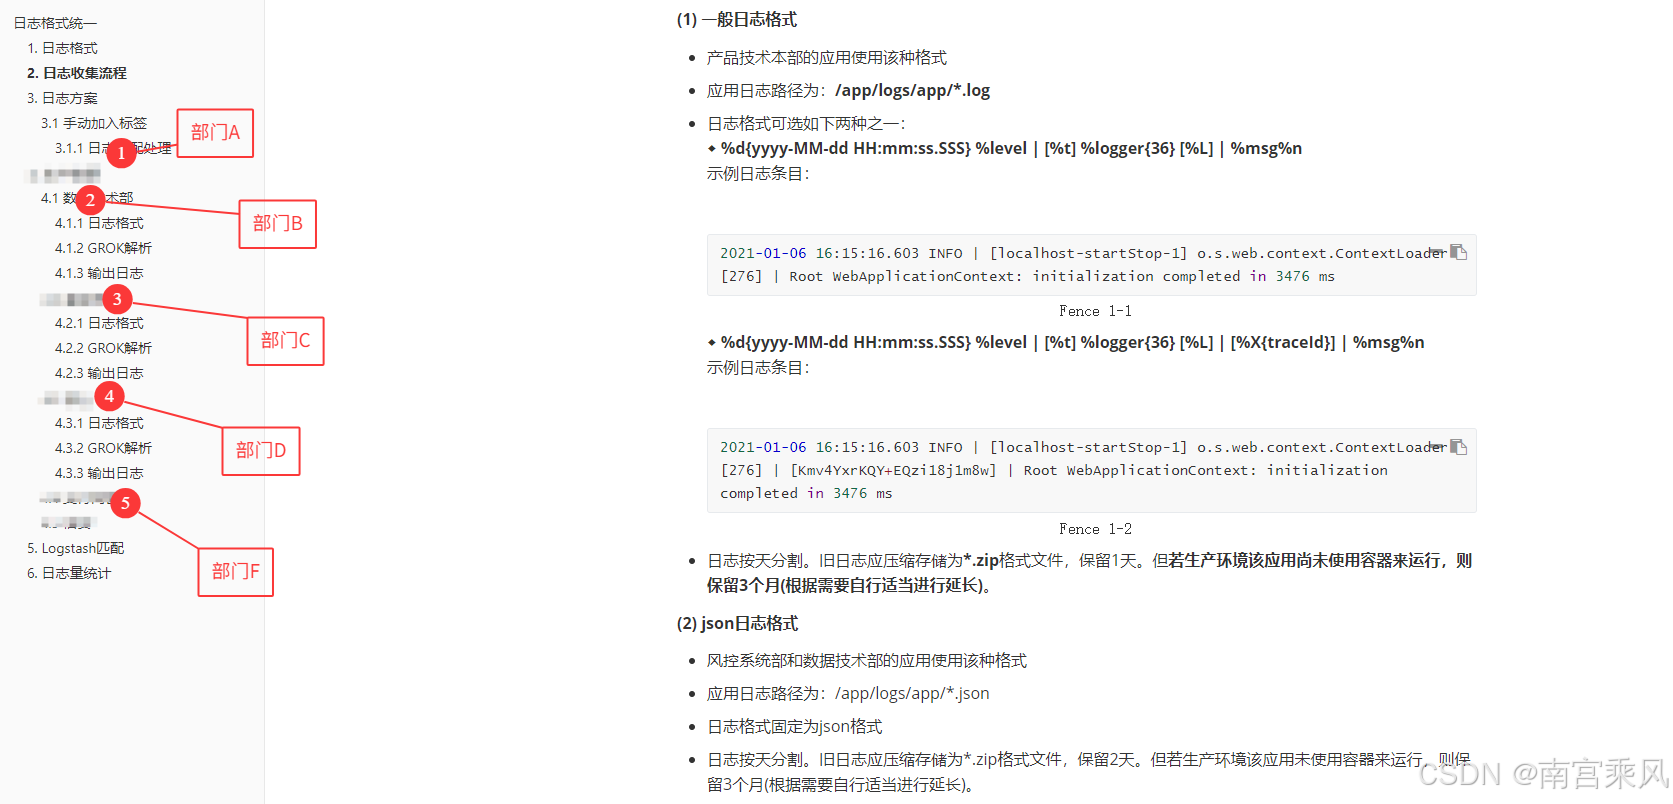 日志格式统一
1. 日志格式
2. 日志收集流程
3. 日志方案
3.1 手动加入标签
部门A
3.1.1 日志
配处理
1
4.1 数
术部
2
部门B
4.1.1 日志格式
4.1.2 GROK解析
4.1.3 输出日志
3
4.2.1 日志格式
部门C
4.2.2 GROK解析
4.2.3 输出日志
4
4.3.1 日志格式
部门D
4.3.2 GROK解析
4.3.3 输出日志
5
5. Logstash匹配
部门F
6. 日志量统计
(1) 一般日志格式
产品技术本部的应用使用该种格式
应用日志路径为：/app/logs/app/*.log
日志格式可选如下两种之一：
%d{yyyy-MM-dd HH:mm:ss.SSS} %level | [%t] %logger{36} [%L] | %msg%n
示例日志条目：
2021-01-06 16:15:16.603 INFO | [localhost-startStop-1] o.s.web.context.ContextLoader
[276] | Root WebApplicationContext: initialization completed in 3476 ms
Fence 1-1
%d{yyyy-MM-dd HH:mm:ss.SSS} %level | [%t] %logger{36} [%L] | [%X{traceId}] | %msg%n
示例日志条目：
2021-01-06 16:15:16.603 INFO | [localhost-startStop-1] o.s.web.context.ContextLoader
[276] | [Kmv4YxrKQY+EQzi18j1m8w] | Root WebApplicationContext: initialization
completed in 3476 ms
Fence 1-2
日志按天分割。旧日志应压缩存储为*.zip格式文件，保留1天。但若生产环境该应用尚未使用容器来运行，则
保留3个月(根据需要自行适当进行延长)。
(2) json日志格式
风控系统部和数据技术部的应用使用该种格式
应用日志路径为：/app/logs/app/*.json
日志格式固定为json格式
日志按天分割。旧日志应压缩存储为*.zip格式文件，保留2天。但若生产环境该应用未使用容器来运行，则保
留3个月(根据需要自行适当进行延长)。
CSDN @南宫乘风